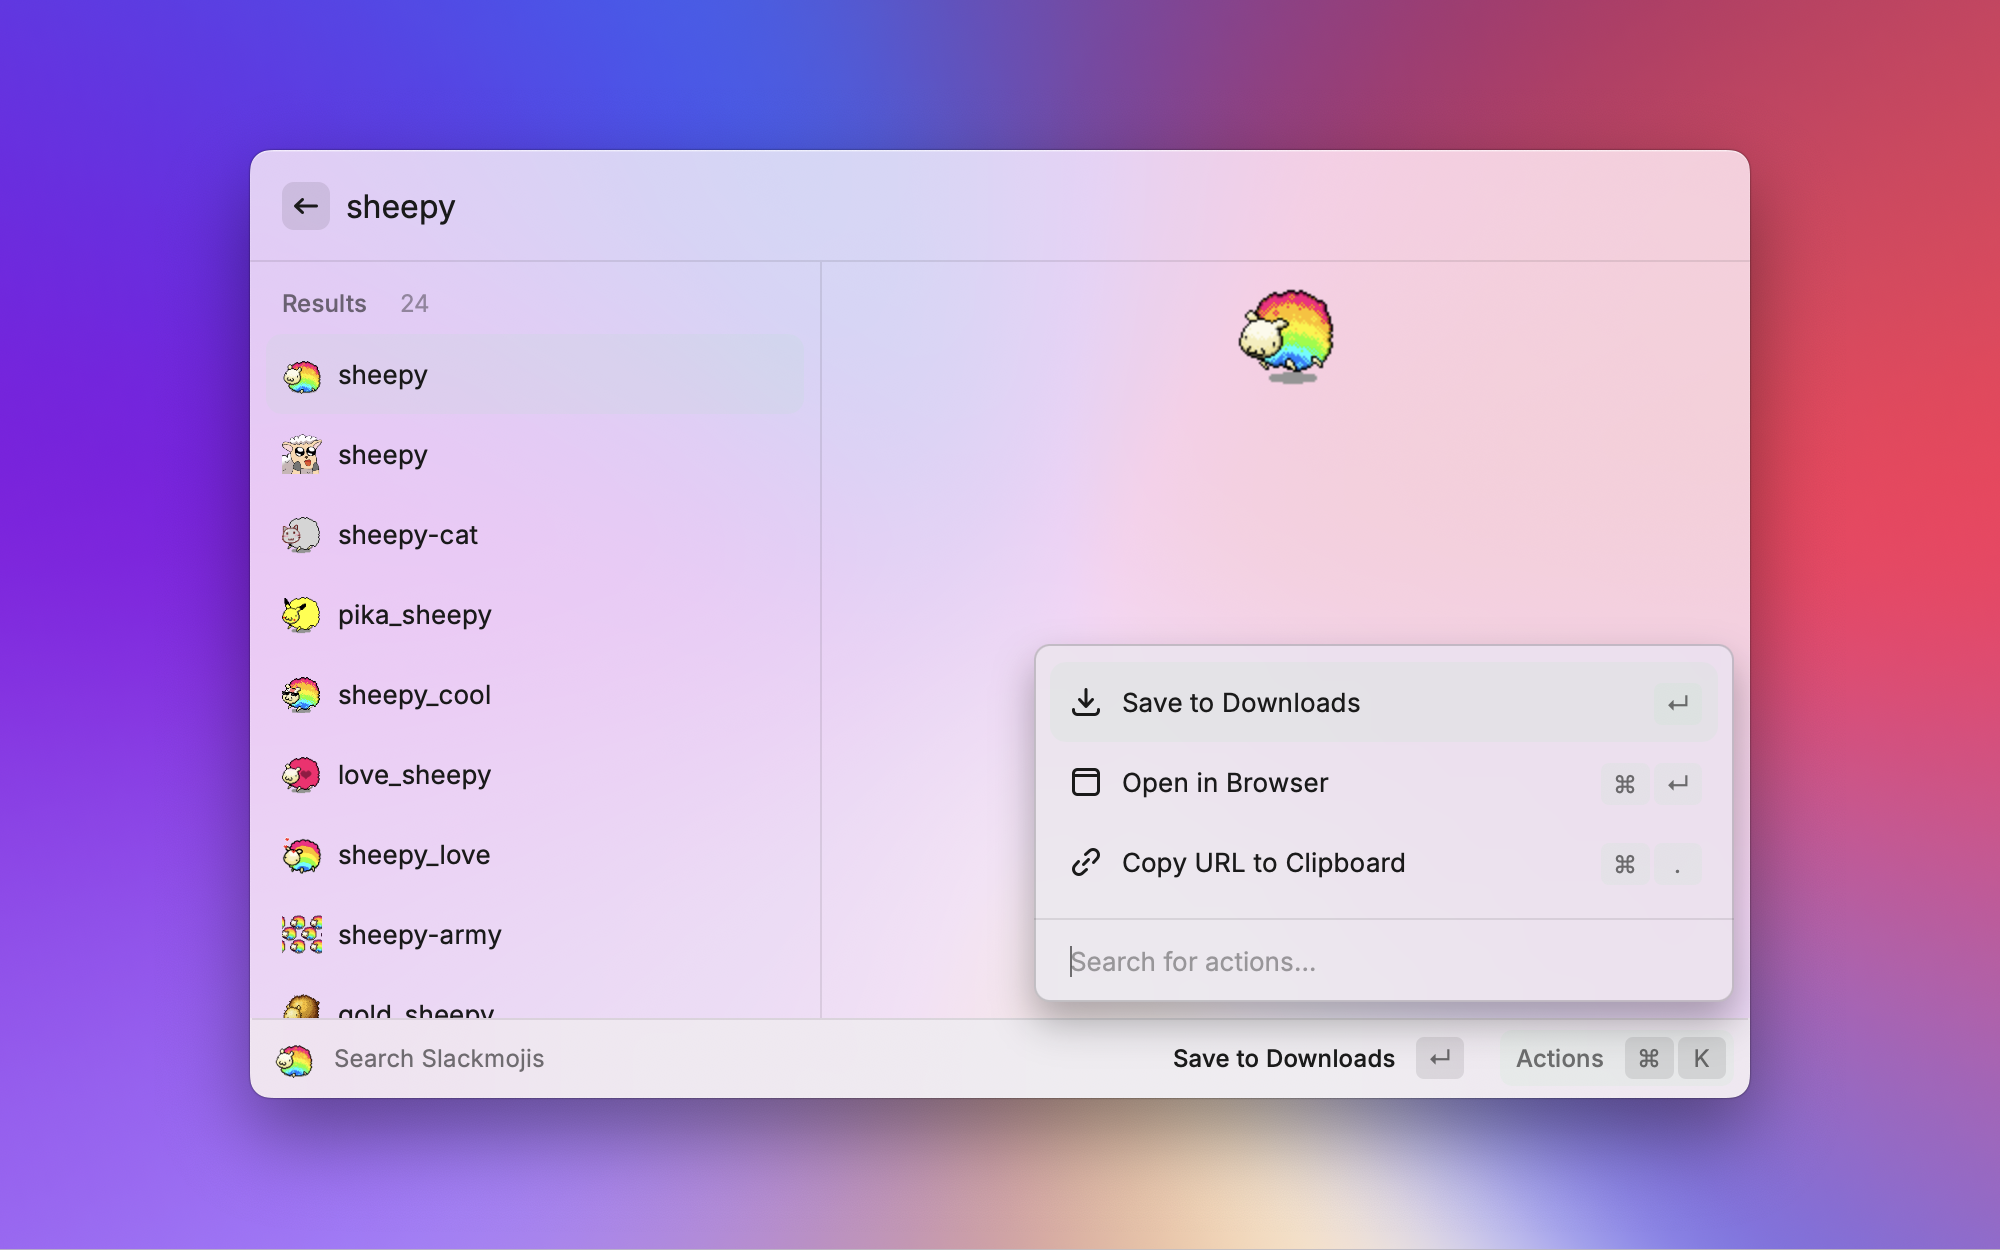 sheepy
Results 24
sheepy
sheepy
sheepy-cat
pika_sheepy
sheepy_cool
love_sheepy
sheepy_love
sheepy-army
gold_sheepy
Save to Downloads ↵
Open in Browser ⌘ ↵
Copy URL to Clipboard ⌘ .
Search for actions...
Search Slackmojis
Save to Downloads ↵
Actions ⌘ K